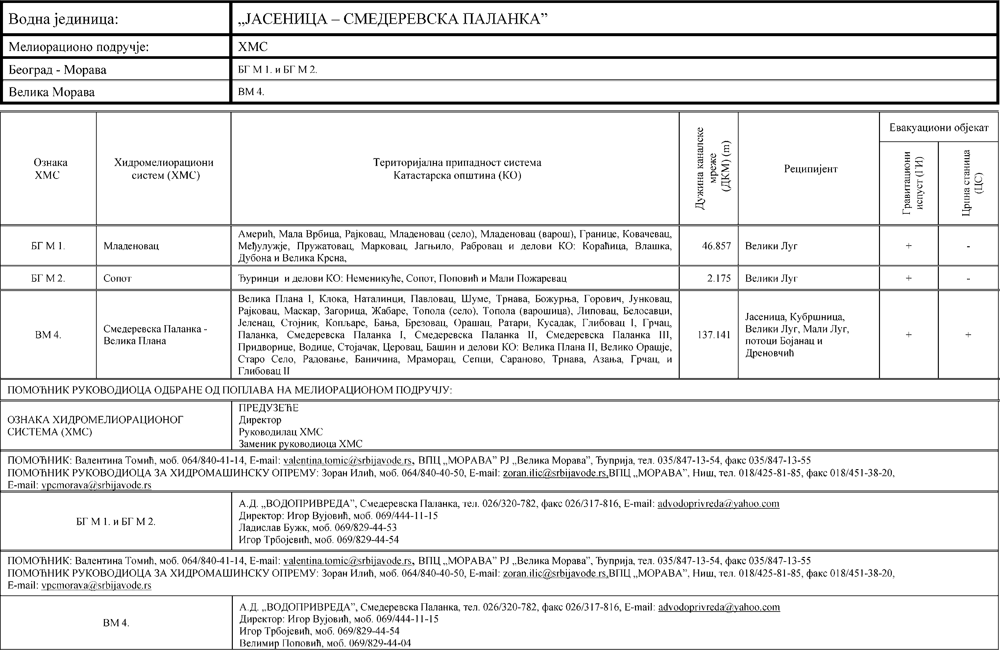 Водна јединица: „ЈАСЕНИЦА – СМЕДЕРЕВСКА ПАЛАНКА”
Мелиорационо подручје: ХМС
Београд - Морава БГ М 1. и БГ М 2.
Велика Морава ВМ 4.
Ознака
ХМС
Хидромелиорациони
систем (ХМС)
Територијална припадност система
Катастарска општина (КО)
Дужина каналске
мреже
(ДКМ) (m)
Реципијент
Евакуациони објекат
Гравитациони
испуст (ГИ)
Црпна станица
(ЦС)
БГ М 1.
Младеновац
Амерић, Мала Врбица, Рајковац, Младеновац (село), Младеновац (варош), Границе, Ковачевац,
Међулужје, Пружатовац, Марковац, Јагњило, Рабровац и делови КО: Кораћица, Влашка,
Дубона и Велика Крсна,
46.857
Велики Луг
+
-
БГ М 2.
Сопот
Ђуринци и делови КО: Неменикуће, Сопот, Поповић и Мали Пожаревац
2.175
Велики Луг
+
-
ВМ 4.
Смедеревска Паланка -
Велика Плана
Велика Плана I, Клока, Наталинци, Павловац, Шуме, Трнава, Божурња, Горович, Јунковац,
Рајковац, Маскар, Загорица, Жабаре, Топола (село), Топола (варошица), Липовац, Белосавци,
Јеленац, Стојник, Копљаре, Бања, Брезовац, Орашац, Ратари, Кусадак, Глибовац I, Грчац,
Паланка, Смедеревска Паланка I, Смедеревска Паланка II, Смедеревска Паланка III,
Придворице, Водице, Стојачак, Церовац, Башин и делови КО: Велика Плана II, Велико Орашје,
Старо Село, Радовање, Баничина, Мраморац, Сепци, Сараново, Трнава, Азања, Грчац, и
Глибовац II
137.141
Јасеница, Кубршница,
Велики Луг, Мали Луг,
потоци Бојанац и
Дреновчић
+
+
ПОМОЋНИК РУКОВОДИОЦА ОДБРАНЕ ОД ПОПЛАВА НА МЕЛИОРАЦИОНОМ ПОДРУЧЈУ:
ОЗНАКА ХИДРОМЕЛИОРАЦИОНОГ
СИСТЕМА (ХМС)
ПРЕДУЗЕЋЕ
Директор
Руководилац ХМС
Заменик руководиоца ХМС
ПОМОЋНИК: Валентина Томић, моб. 064/840-41-14, E-mail: valentina.tomic@srbijavode.rs, ВПЦ „МОРАВА” РЈ „Велика Морава”, Ћуприја, тел. 035/847-13-54, факс 035/847-13-55
ПОМОЋНИК РУКОВОДИОЦА ЗА ХИДРОМАШИНСКУ ОПРЕМУ: Зоран Илић, моб. 064/840-40-50, E-mail: zoran.ilic@srbijavode.rs,ВПЦ „МОРАВА”, Ниш, тел. 018/425-81-85, факс 018/451-38-20,
E-mail: vpcmorava@srbijavode.rs
БГ М 1. и БГ М 2.
А.Д. „ВОДОПРИВРЕДА”, Смедеревска Паланка, тел. 026/320-782, факс 026/317-816, E-mail: advodoprivreda@yahoo.com
Директор: Игор Вујовић, моб. 069/444-11-15
Ладислав Бужк, моб. 069/829-44-53
Игор Трбојевић, моб. 069/829-44-54
ПОМОЋНИК: Валентина Томић, моб. 064/840-41-14, E-mail: valentina.tomic@srbijavode.rs, ВПЦ „МОРАВА” РЈ „Велика Морава”, Ћуприја, тел. 035/847-13-54, факс 035/847-13-55
ПОМОЋНИК РУКОВОДИОЦА ЗА ХИДРОМАШИНСКУ ОПРЕМУ: Зоран Илић, моб. 064/840-40-50, E-mail: zoran.ilic@srbijavode.rs,ВПЦ „МОРАВА”, Ниш, тел. 018/425-81-85, факс 018/451-38-20,
E-mail: vpcmorava@srbijavode.rs
ВМ 4.
А.Д. „ВОДОПРИВРЕДА”, Смедеревска Паланка, тел. 026/320-782, факс 026/317-816, E-mail: advodoprivreda@yahoo.com
Директор: Игор Вујовић, моб. 069/444-11-15
Игор Трбојевић, моб. 069/829-44-54
Велимир Поповић, моб. 069/829-44-04